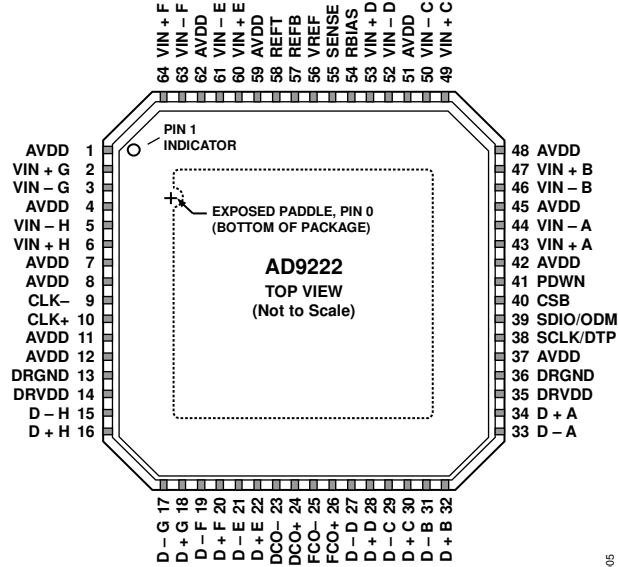 64 VIN + F
63 VIN – F
62 AVDD
61 VIN – E
60 VIN + E
59 AVDD
58 REFT
57 REFB
56 VREF
55 SENSE
54 RBIAS
53 VIN + D
52 VIN – D
51 AVDD
50 VIN – C
49 VIN + C
PIN 1
INDICATOR
AVDD 1
VIN + G 2
VIN – G 3
AVDD 4
VIN – H 5
VIN + H 6
AVDD 7
AVDD 8
CLK– 9
CLK+ 10
AVDD 11
AVDD 12
DRGND 13
DRVDD 14
D – H 15
D + H 16
EXPOSED PADDLE, PIN 0
(BOTTOM OF PACKAGE)
AD9222
TOP VIEW
(Not to Scale)
48 AVDD
47 VIN + B
46 VIN – B
45 AVDD
44 VIN – A
43 VIN + A
42 AVDD
41 PDWN
40 CSB
39 SDIO/ODM
38 SCLK/DTP
37 AVDD
36 DRGND
35 DRVDD
34 D + A
33 D – A
D – G 17
D + G 18
D – F 19
D + F 20
D – E 21
D + E 22
DCO– 23
DCO+ 24
FCO– 25
FCO+ 26
D – D 27
D + D 28
D – C 29
D + C 30
D – B 31
D + B 32
05